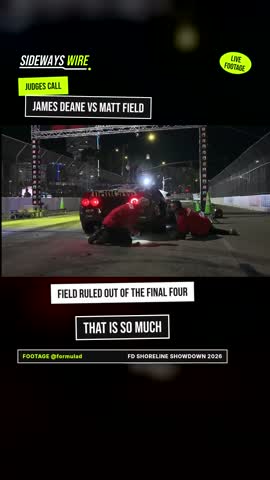 SIDEWAYS WIRE.
LIVE
FOOTAGE
JUDGES CALL
JAMES DEANE VS MATT FIELD
FIELD RULED OUT OF THE FINAL FOUR
THAT IS SO MUCH
FOOTAGE @formulad
FD SHORELINE SHOWDOWN 2026